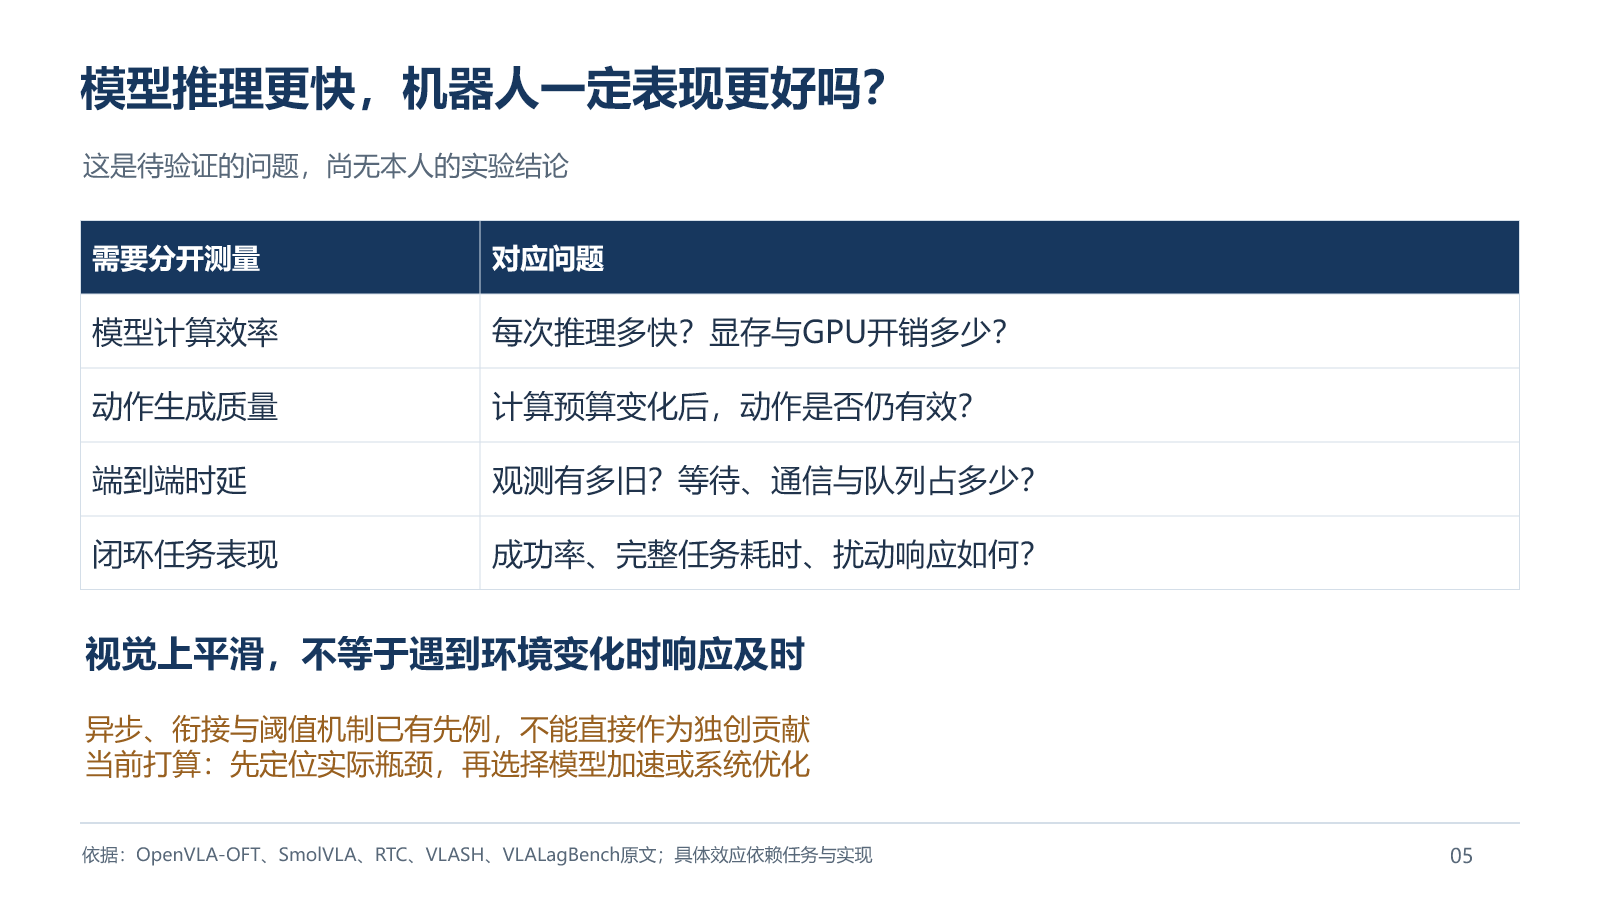 模型推理更快，机器人一定表现更好吗？
这是待验证的问题，尚无本人的实验结论
需要分开测量 对应问题
模型计算效率 每次推理多快？显存与GPU开销多少？
动作生成质量 计算预算变化后，动作是否仍有效？
端到端时延 观测有多旧？等待、通信与队列占多少？
闭环任务表现 成功率、完整任务耗时、扰动响应如何？
视觉上平滑，不等于遇到环境变化时响应及时
异步、衔接与阈值机制已有先例，不能直接作为独创贡献
当前打算：先定位实际瓶颈，再选择模型加速或系统优化
依据：OpenVLA-OFT、SmolVLA、RTC、VLASH、VLALagBench原文；具体效应依赖任务与实现
05